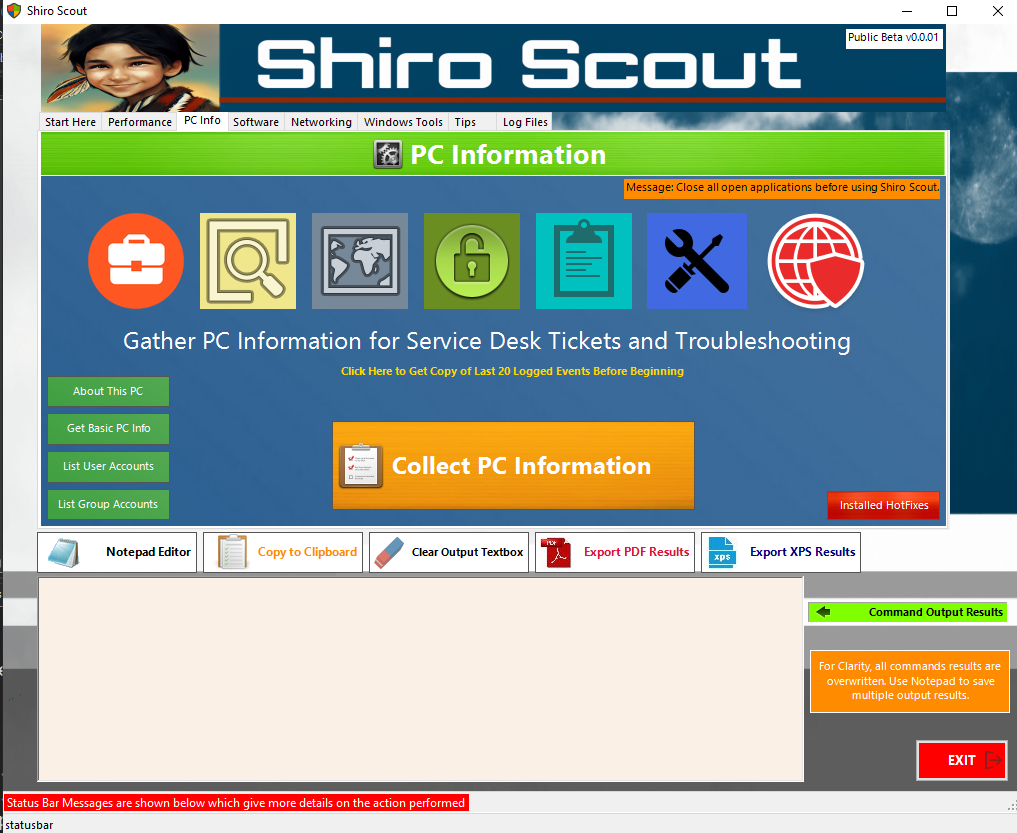 Shiro Scout
Shiro Scout
Public Beta v0.0.01
Start Here
Performance
PC Info
Software
Networking
Windows Tools
Tips
Log Files
PC Information
Message: Close all open applications before using Shiro Scout.
Gather PC Information for Service Desk Tickets and Troubleshooting
Click Here to Get Copy of Last 20 Logged Events Before Beginning
About This PC
Get Basic PC Info
List User Accounts
List Group Accounts
Collect PC Information
Installed HotFixes
Notepad Editor
Copy to Clipboard
Clear Output Textbox
PDF
Export PDF Results
xps
Export XPS Results
Command Output Results
For Clarity, all commands results are
overwritten. Use Notepad to save
multiple output results.
EXIT
Status Bar Messages are shown below which give more details on the action performed
statusbar